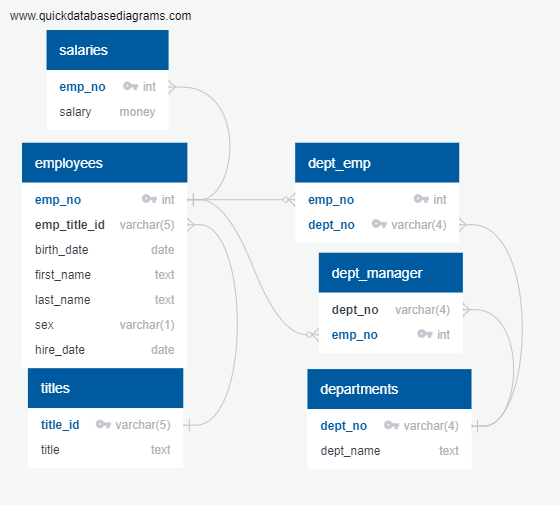 www.quickdatabasediagrams.com
salaries
emp_no int
salary money
employees
emp_no int
emp_title_id varchar(5)
birth_date date
first_name text
last_name text
sex varchar(1)
hire_date date
titles
title_id varchar(5)
title text
dept_emp
emp_no int
dept_no varchar(4)
dept_manager
dept_no varchar(4)
emp_no int
departments
dept_no varchar(4)
dept_name text